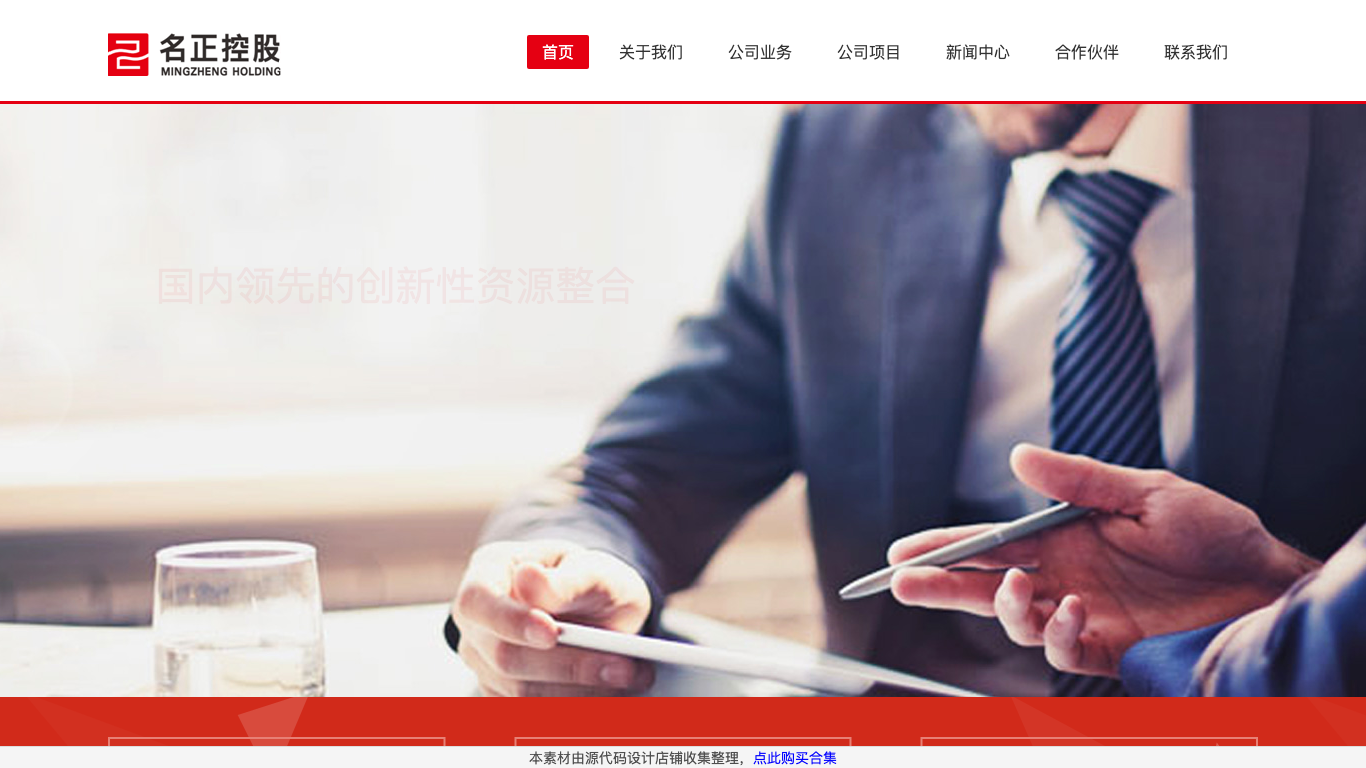 名正控股
MINGZHENG HOLDING
首页 关于我们 公司业务 公司项目 新闻中心 合作伙伴 联系我们
国内领先的创新性资源整合
本素材由源代码设计店铺收集整理，点此购买合集